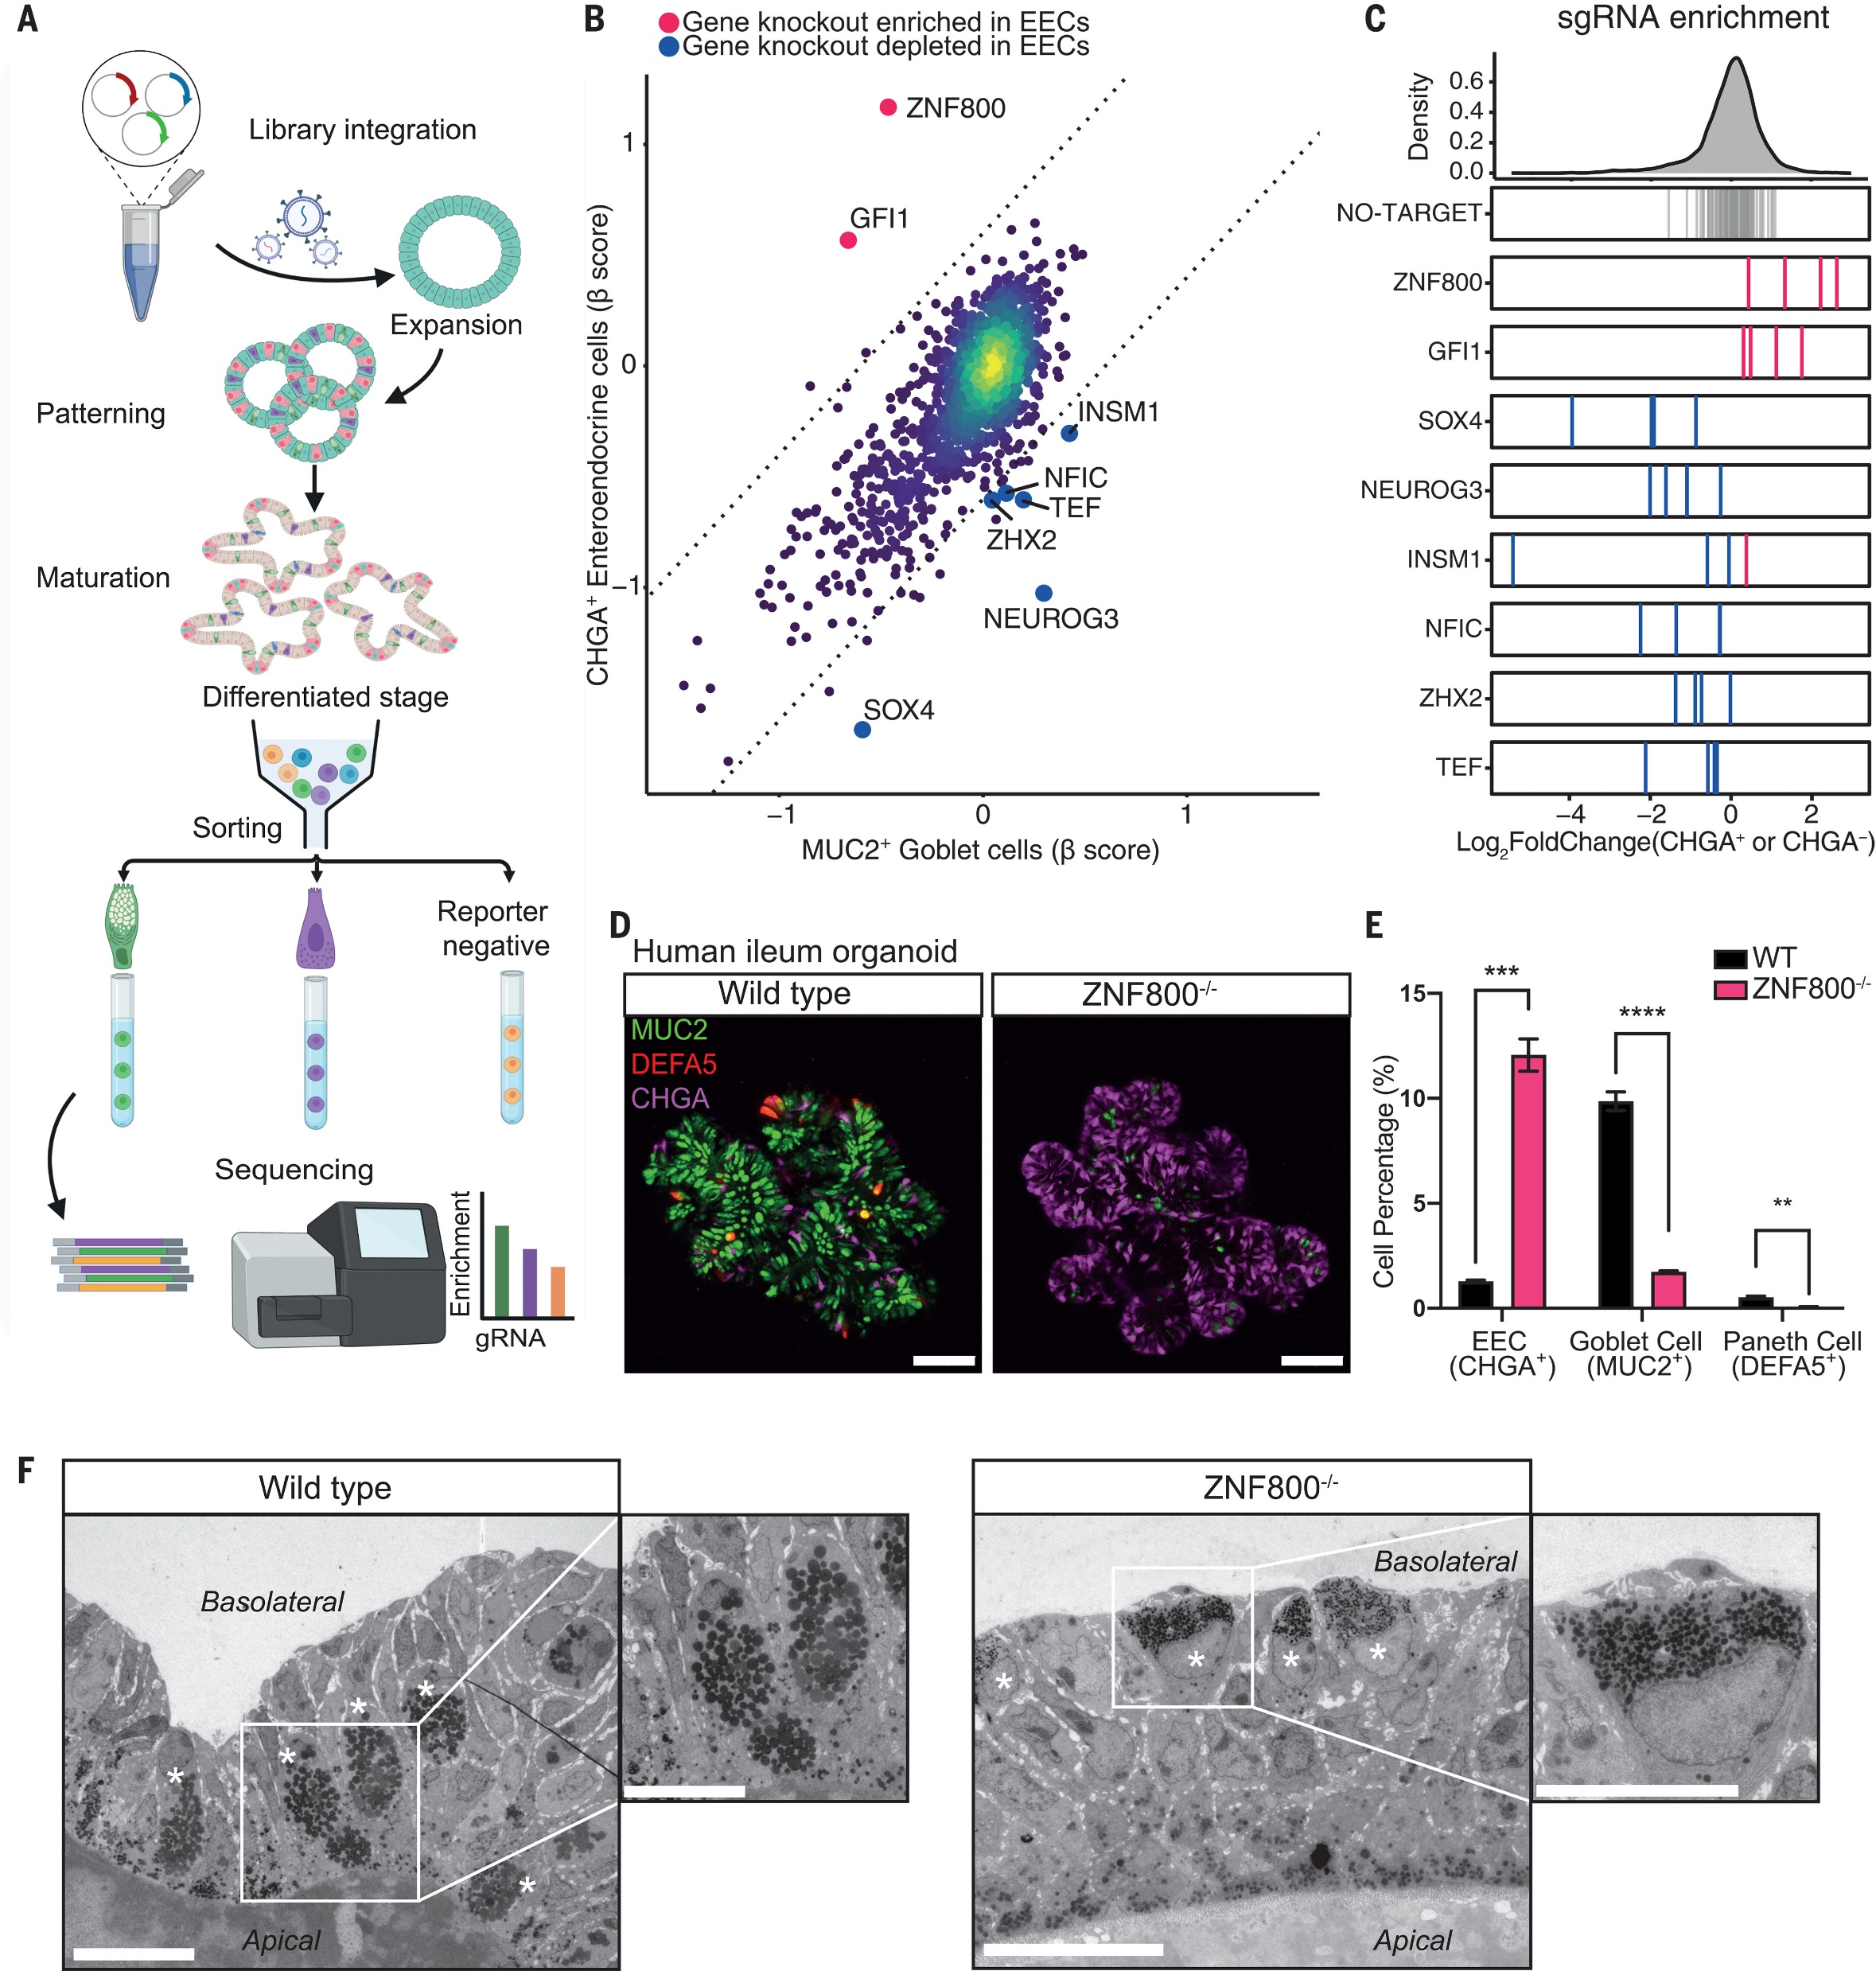 A
Library integration
Expansion
Patterning
Maturation
Differentiated stage
Sorting
Reporter
negative
Sequencing
Enrichment
gRNA
B
Gene knockout enriched in EECs
Gene knockout depleted in EECs
CHGA⁺ Enteroendocrine cells (β score)
1
0
−1
ZNF800
GFI1
INSM1
NFIC
TEF
ZHX2
NEUROG3
SOX4
−1
0
1
MUC2⁺ Goblet cells (β score)
C
sgRNA enrichment
Density
0.6
0.4
0.2
0.0
NO-TARGET
ZNF800
GFI1
SOX4
NEUROG3
INSM1
NFIC
ZHX2
TEF
−4
−2
0
2
Log₂FoldChange(CHGA⁺ or CHGA⁻)
D
Human ileum organoid
Wild type
ZNF800⁻/⁻
MUC2
DEFA5
CHGA
E
WT
ZNF800⁻/⁻
Cell Percentage (%)
15
10
5
0
***
****
**
EEC
(CHGA⁺)
Goblet Cell
(MUC2⁺)
Paneth Cell
(DEFA5⁺)
F
Wild type
Basolateral
*
*
*
*
*
Apical
ZNF800⁻/⁻
Basolateral
*
*
*
*
Apical